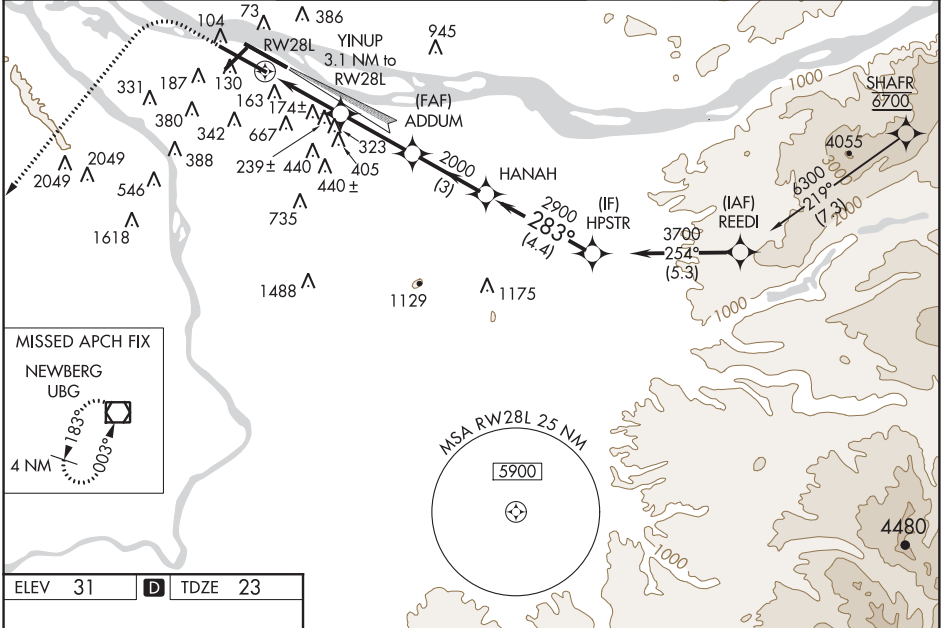 73
386
104
945
RW28L
YINUP
3.1 NM to
RW28L
1000
SHAFR
6700
331
187
130
163
174±
(FAF)
ADDUM
380
342
667
323
4055
388
239±
440
405
2000
(3)
HANAH
6300
219°
(7.3)
2000
2049
2049
546
440 ±
735
2900
283°
(4.4)
(IF)
HPSTR
(IAF)
REEDI
1618
3700
254°
(5.3)
1488
1129
1175
1000
MISSED APCH FIX
NEWBERG
UBG
183°
003°
4 NM
MSA RW28L 25 NM
5900
4480
1000
ELEV 31 D TDZE 23